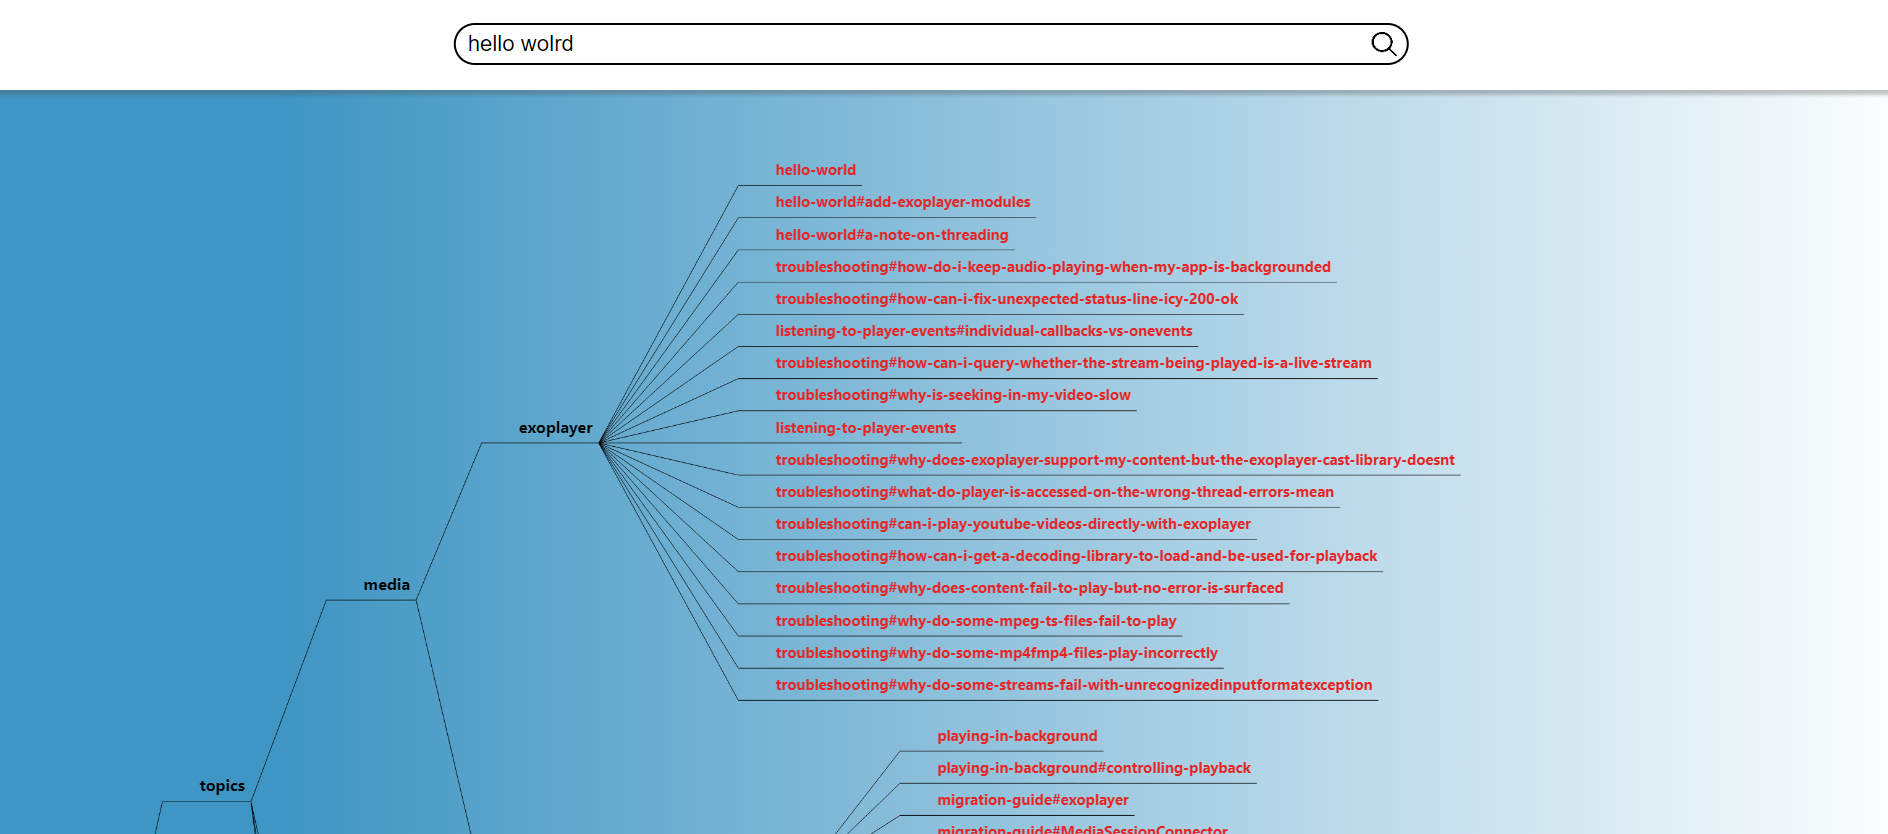 hello wolrd
hello-world
hello-world#add-exoplayer-modules
hello-world#a-note-on-threading
troubleshooting#how-do-i-keep-audio-playing-when-my-app-is-backgrounded
troubleshooting#how-can-i-fix-unexpected-status-line-icy-200-ok
listening-to-player-events#individual-callbacks-vs-onevents
troubleshooting#how-can-i-query-whether-the-stream-being-played-is-a-live-stream
troubleshooting#why-is-seeking-in-my-video-slow
exoplayer
listening-to-player-events
troubleshooting#why-does-exoplayer-support-my-content-but-the-exoplayer-cast-library-doesnt
troubleshooting#what-do-player-is-accessed-on-the-wrong-thread-errors-mean
troubleshooting#can-i-play-youtube-videos-directly-with-exoplayer
troubleshooting#how-can-i-get-a-decoding-library-to-load-and-be-used-for-playback
media
troubleshooting#why-does-content-fail-to-play-but-no-error-is-surfaced
troubleshooting#why-do-some-mpeg-ts-files-fail-to-play
troubleshooting#why-do-some-mp4fmp4-files-play-incorrectly
troubleshooting#why-do-some-streams-fail-with-unrecognizedinputformatexception
playing-in-background
playing-in-background#controlling-playback
topics
migration-guide#exoplayer
migration-guide#MediaSessionConnector